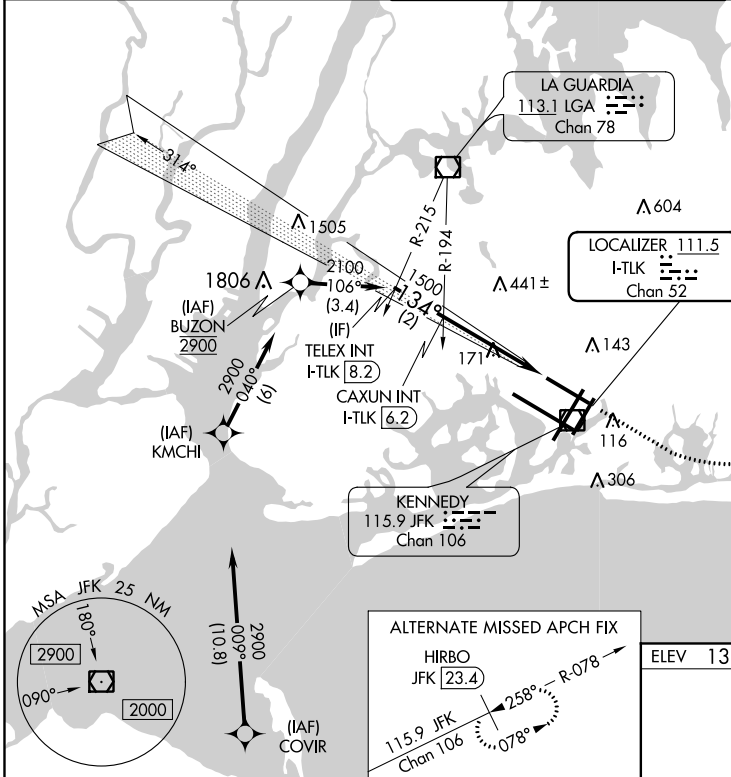 LA GUARDIA
113.1 LGA
Chan 78
314°
1505
R-215
R-194
604
LOCALIZER 111.5
I-TLK
Chan 52
1806
2100
106°
(3.4)
1500
134°
(2)
441±
(IAF)
BUZON
2900
(IF)
TELEX INT
I-TLK 8.2
171
143
2900
040°
(6)
CAXUN INT
I-TLK 6.2
(IAF)
KMCHI
116
306
KENNEDY
115.9 JFK
Chan 106
MSA JFK 25 NM
180°
2900
090°
2000
2900
009°
(10.8)
(IAF)
COVIR
ALTERNATE MISSED APCH FIX
HIRBO
JFK 23.4
258°
R-078
078°
115.9 JFK
Chan 106
ELEV 13